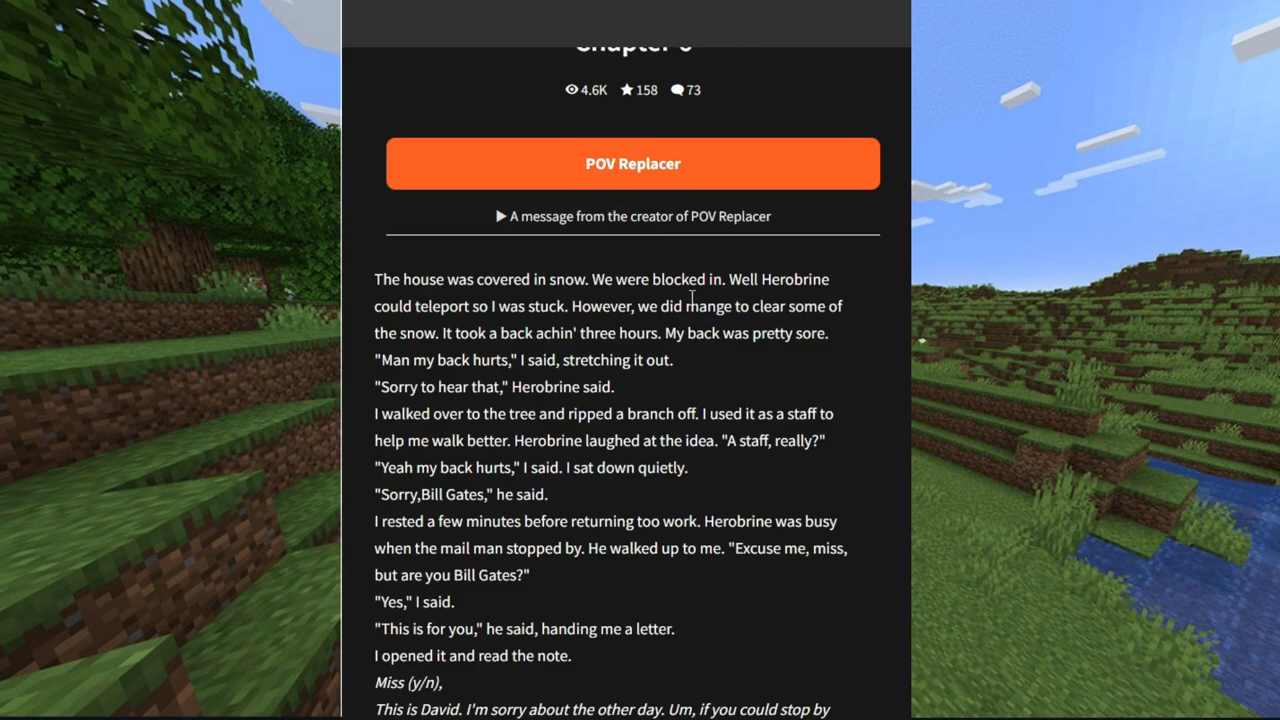 4.6K 158 73
POV Replacer
A message from the creator of POV Replacer
The house was covered in snow. We were blocked in. Well Herobrine
could teleport so I was stuck. However, we did mange to clear some of
the snow. It took a back achin' three hours. My back was pretty sore.
"Man my back hurts," I said, stretching it out.
"Sorry to hear that," Herobrine said.
I walked over to the tree and ripped a branch off. I used it as a staff to
help me walk better. Herobrine laughed at the idea. "A staff, really?"
"Yeah my back hurts," I said. I sat down quietly.
"Sorry,Bill Gates," he said.
I rested a few minutes before returning too work. Herobrine was busy
when the mail man stopped by. He walked up to me. "Excuse me, miss,
but are you Bill Gates?"
"Yes," I said.
"This is for you," he said, handing me a letter.
I opened it and read the note.
Miss (y/n),
This is David. I'm sorry about the other day. Um, if you could stop by